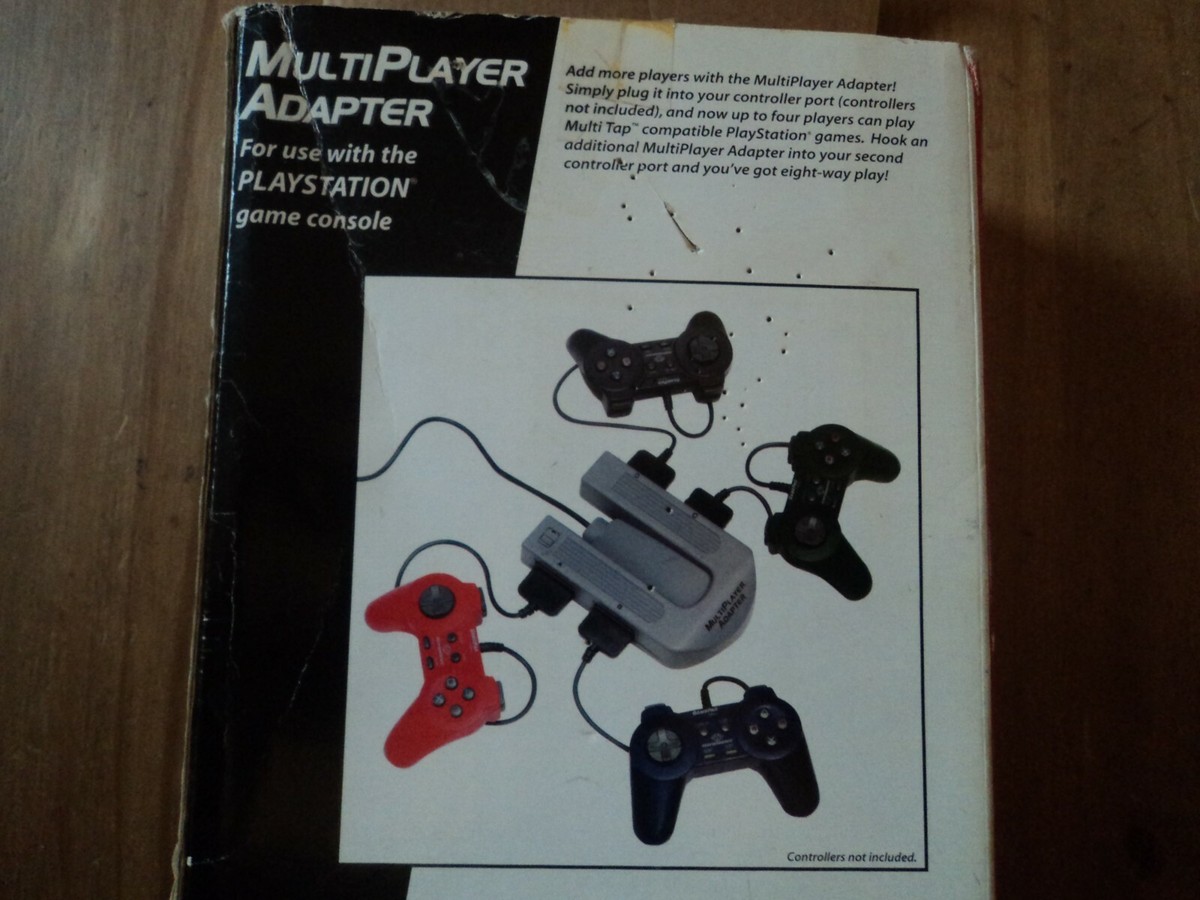 MULTIPLAYER
ADAPTER
For use with the
PLAYSTATION®
game console
Add more players with the MultiPlayer Adapter!
Simply plug it into your controller port (controllers
not included), and now up to four players can play
Multi Tap™ compatible PlayStation® games. Hook an
additional MultiPlayer Adapter into your second
controller port and you've got eight-way play!
MULTIPLAYER
ADAPTER
Controllers not included.